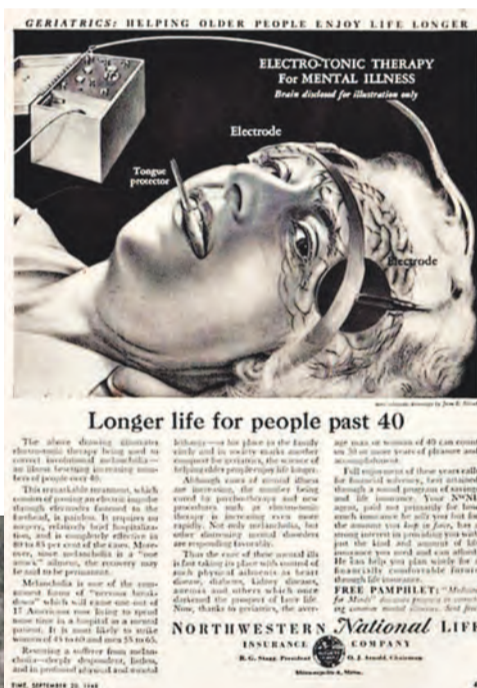 GERIATRICS: HELPING OLDER PEOPLE ENJOY LIFE LONGER
ELECTRO-TONIC THERAPY
For MENTAL ILLNESS
Brain disclosed for illustration only
Electrode
Tongue
protector
Electrode
Longer life for people past 40
The above drawing illustrates
electro-tonic therapy being used to
correct involutional melancholia—
an illness besetting increasing num-
bers of people over 40.
This remarkable treatment, which
consists of passing an electric impulse
through electrodes fastened to the
forehead, is painless. It requires no
surgery, relatively brief hospitaliza-
tion, and is completely effective in
80 to 85 per cent of the cases. More-
over, since melancholia is a "one
attack" ailment, the recovery may
be said to be permanent.
Melancholia is one of the com-
monest forms of "nervous break-
down" which will cause one out of
17 Americans now living to spend
some time in a hospital as a mental
patient. It is most likely to strike
women of 45 to 60 and men 55 to 65.
Restoring a sufferer from melan-
cholia—deeply despondent, listless,
and in profound physical and mental
lethargy—to his place in the family
circle and in society marks another
conquest for geriatrics, the science of
helping older people enjoy life longer.
Although cases of mental illness
are increasing, the number being
cured by psychotherapy and new
procedures such as electro-tonic
therapy is increasing even more
rapidly. Not only melancholia, but
other distressing mental disorders
are responding favorably.
Thus the care of these mental ills
is fast taking its place with control of
such physical ailments as heart
disease, diabetes, kidney diseases,
anemia and others which once
darkened the prospect of later life.
Now, thanks to geriatrics, the aver-
age man or woman of 40 can count
on 30 or more years of pleasure and
accomplishment.
Full enjoyment of these years calls
for financial solvency, best attained
through a sound program of savings
and life insurance. Your
agent, paid not primarily for how
much insurance he sells you but for
the amount you keep in force, has a
strong interest in providing you with
just the kind and amount of life
insurance you need and can afford.
He can help you plan wisely for a
financially comfortable future
through life insurance.
FREE PAMPHLET:
NORTHWESTERN National LIFE
INSURANCE COMPANY
O. J. Arnold, Chairman
Minneapolis, Minn.
TIME, SEPTEMBER 20,